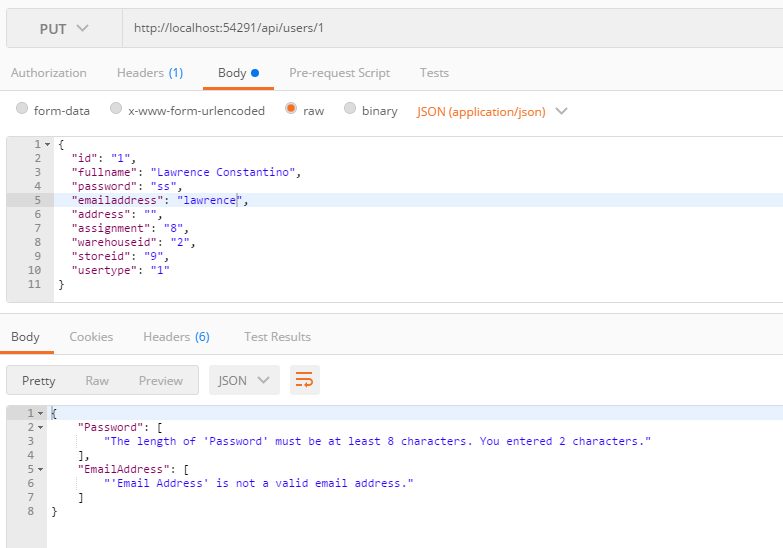 PUT http://localhost:54291/api/users/1
Authorization Headers (1) Body Pre-request Script Tests
form-data x-www-form-urlencoded raw binary JSON (application/json)
1 {
2 "id": "1",
3 "fullname": "Lawrence Constantino",
4 "password": "ss",
5 "emailaddress": "lawrence",
6 "address": "",
7 "assignment": "8",
8 "warehouseid": "2",
9 "storeid": "9",
10 "usertype": "1"
11 }
Body Cookies Headers (6) Test Results
Pretty Raw Preview JSON
1 {
2 "Password": [
3 "The length of 'Password' must be at least 8 characters. You entered 2 characters."
4 ],
5 "EmailAddress": [
6 "'Email Address' is not a valid email address."
7 ]
8 }